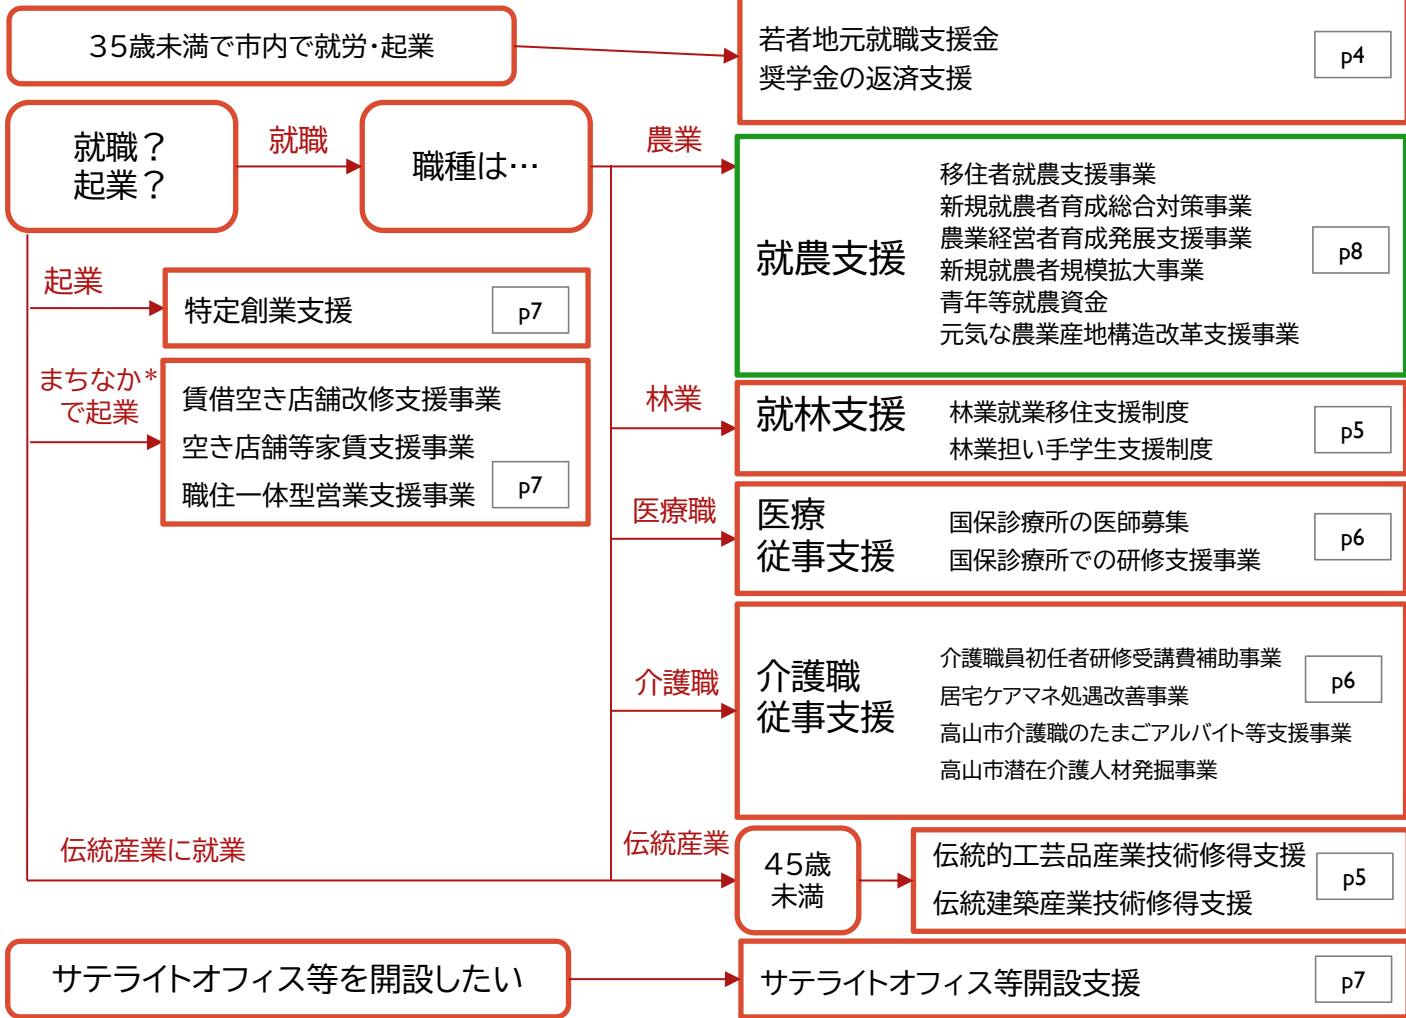 35歳未満で市内で就労・起業
若者地元就職支援金
奨学金の返済支援
p4
就職？
起業？
就職
職種は…
農業
就農支援
移住者就農支援事業
新規就農者育成総合対策事業
農業経営者育成発展支援事業
新規就農者規模拡大事業
青年等就農資金
元気な農業産地構造改革支援事業
p8
起業
特定創業支援
p7
まちなか*
で起業
賃借空き店舗改修支援事業
空き店舗等家賃支援事業
職住一体型営業支援事業
p7
林業
就林支援
林業就業移住支援制度
林業担い手学生支援制度
p5
医療職
医療
従事支援
国保診療所の医師募集
国保診療所での研修支援事業
p6
介護職
介護職
従事支援
介護職員初任者研修受講費補助事業
居宅ケアマネ処遇改善事業
高山市介護職のたまごアルバイト等支援事業
高山市潜在介護人材発掘事業
p6
伝統産業に就業
伝統産業
45歳
未満
伝統的工芸品産業技術修得支援
伝統建築産業技術修得支援
p5
サテライトオフィス等を開設したい
サテライトオフィス等開設支援
p7